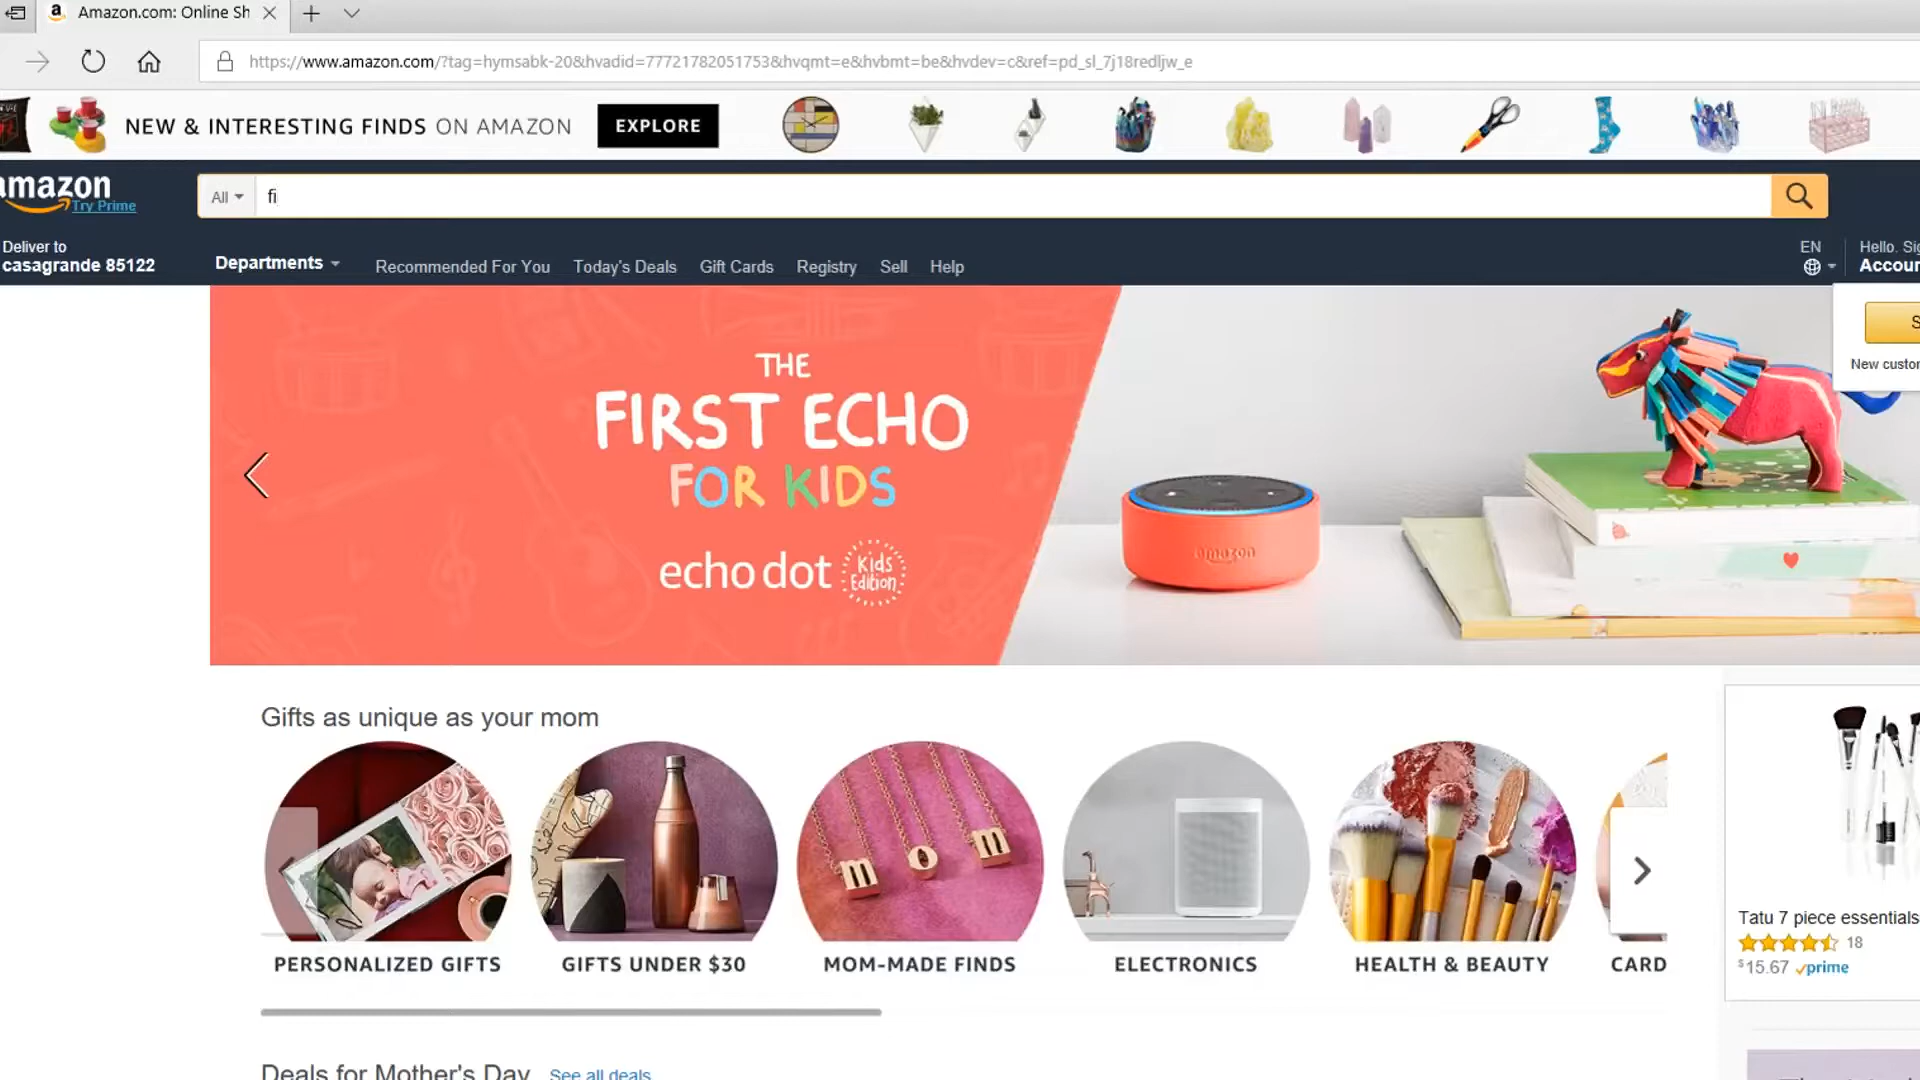 Amazon.com: Online Sh
https://www.amazon.com/?tag=hymsabk-20&hvadid=77721782051753&hvqmt=e&hvbmt=be&hvdev=c&ref=pd_sl_7j18redljw_e
NEW & INTERESTING FINDS ON AMAZON EXPLORE
amazon
Try Prime
All fi
Deliver to
casagrande 85122
Departments Recommended For You Today's Deals Gift Cards Registry Sell Help
EN
Hello. Sig
Accoun
New custor
THE
FIRST ECHO
FOR KIDS
echo dot Kids Edition
amazon
Gifts as unique as your mom
PERSONALIZED GIFTS GIFTS UNDER $30 MOM-MADE FINDS ELECTRONICS HEALTH & BEAUTY CARD
m o m
Tatu 7 piece essentials
18
$15.67 prime
Deals for Mother's Day See all deals